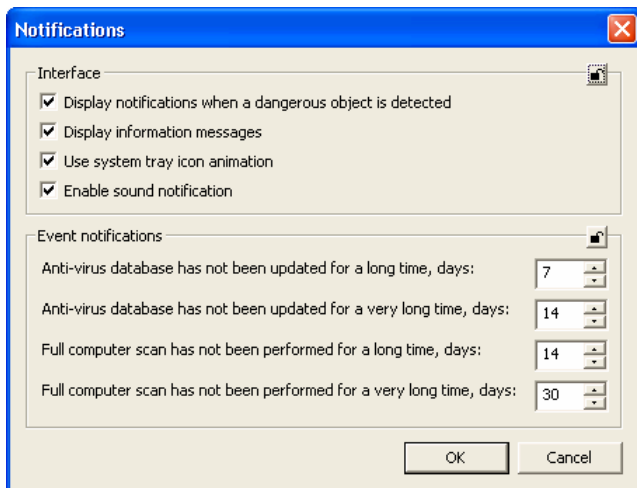 Notifications
Interface
Display notifications when a dangerous object is detected
Display information messages
Use system tray icon animation
Enable sound notification
Event notifications
Anti-virus database has not been updated for a long time, days: 7
Anti-virus database has not been updated for a very long time, days: 14
Full computer scan has not been performed for a long time, days: 14
Full computer scan has not been performed for a very long time, days: 30
OK Cancel